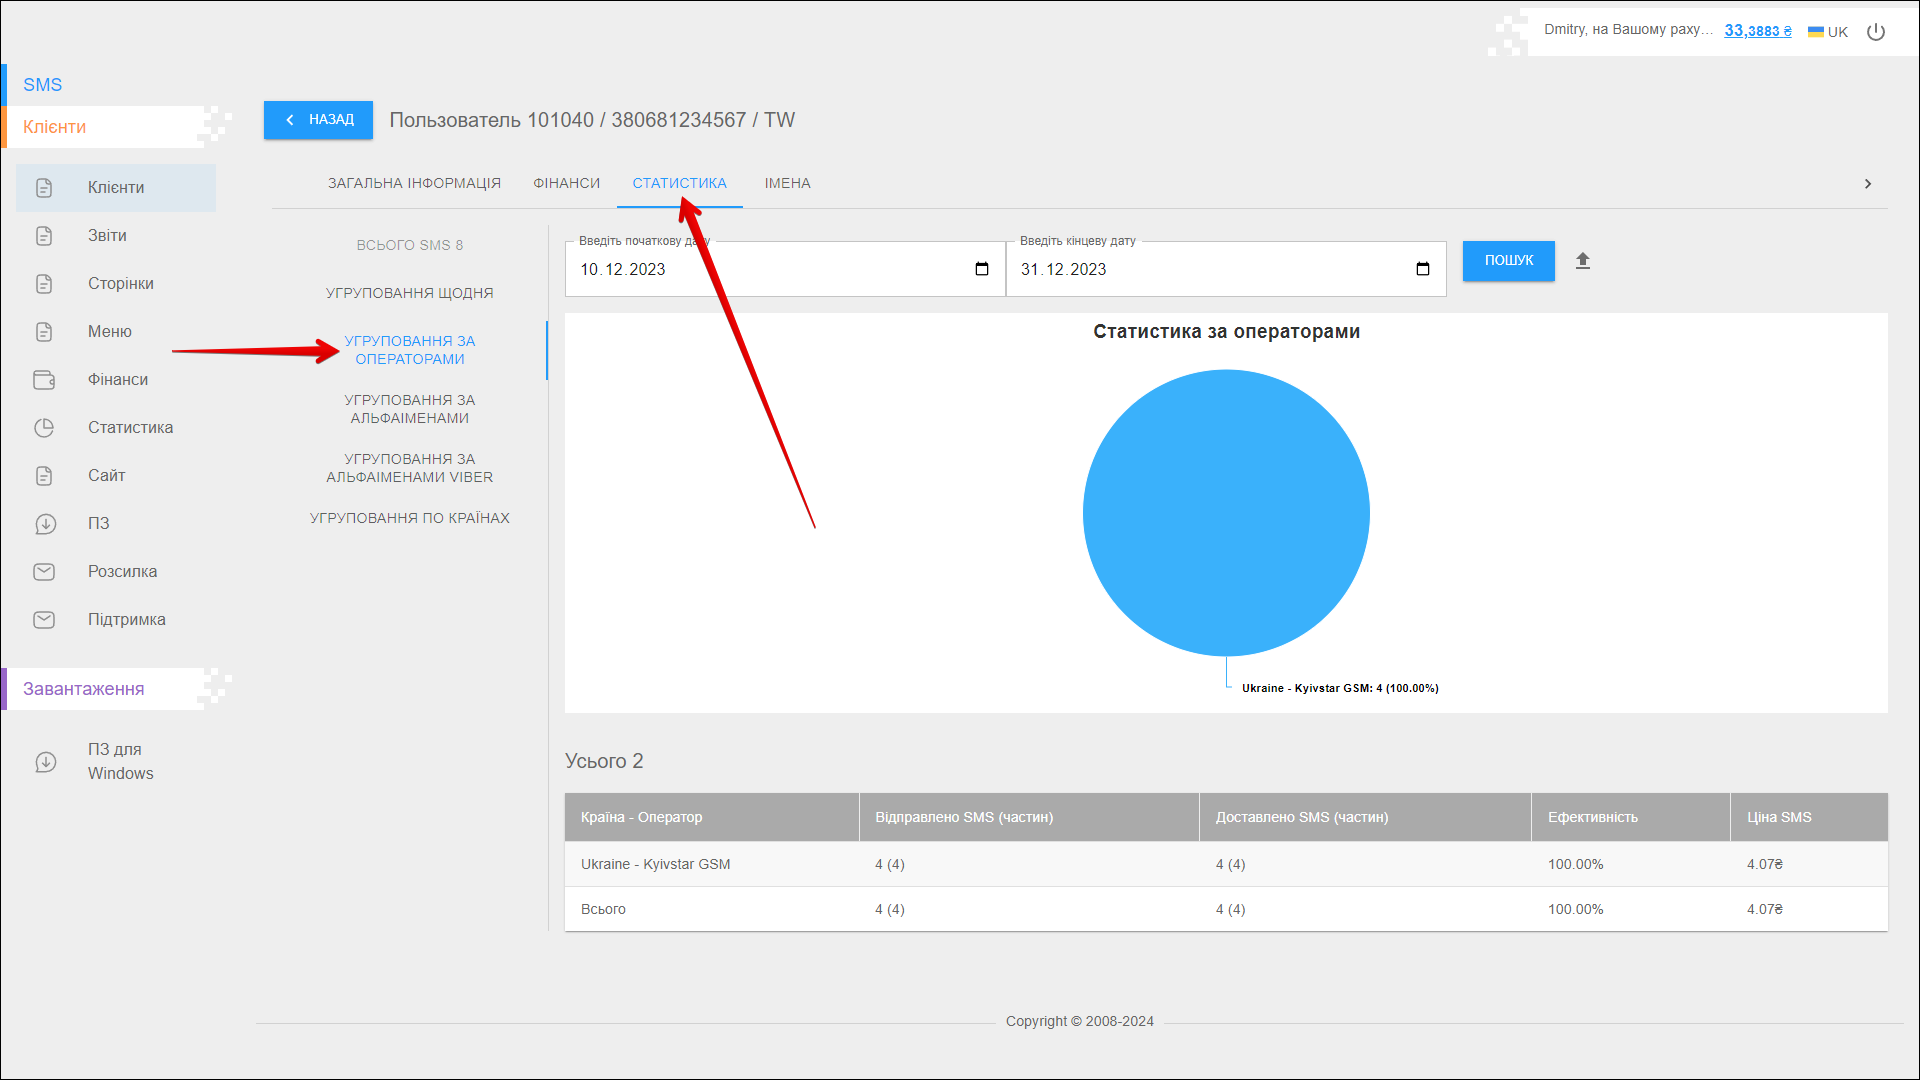 Dmitry, на Вашому раху...
33,3883 ₴
UK
SMS
Клієнти
НАЗАД
Пользователь 101040 / 380681234567 / TW
Клієнти
Звіти
Сторінки
Меню
Фінанси
Статистика
Сайт
ПЗ
Розсилка
Підтримка
Завантаження
ПЗ для
Windows
ЗАГАЛЬНА ІНФОРМАЦІЯ
ФІНАНСИ
СТАТИСТИКА
ІМЕНА
ВСЬОГО SMS 8
УГРУПОВАННЯ ЩОДНЯ
УГРУПОВАННЯ ЗА
ОПЕРАТОРАМИ
УГРУПОВАННЯ ЗА
АЛЬФАІМЕНАМИ
УГРУПОВАННЯ ЗА
АЛЬФАІМЕНАМИ VIBER
УГРУПОВАННЯ ПО КРАЇНАХ
Введіть початкову дату
10.12.2023
Введіть кінцеву дату
31.12.2023
ПОШУК
Статистика за операторами
Ukraine - Kyivstar GSM: 4 (100.00%)
Усього 2
Країна - Оператор Відправлено SMS (частин) Доставлено SMS (частин) Ефективність Ціна SMS
Ukraine - Kyivstar GSM 4 (4) 4 (4) 100.00% 4.07₴
Всього 4 (4) 4 (4) 100.00% 4.07₴
Copyright © 2008-2024